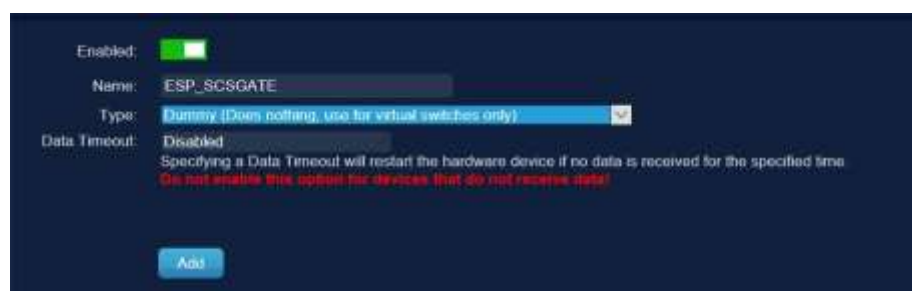 Enabled:
Name: ESP_SCSGATE
Type: Dummy (Does nothing, use for virtual switches only)
Data Timeout: Disabled
Specifying a Data Timeout will restart the hardware device if no data is received for the specified time.
Do not enable this option for devices that do not receive data!
Add